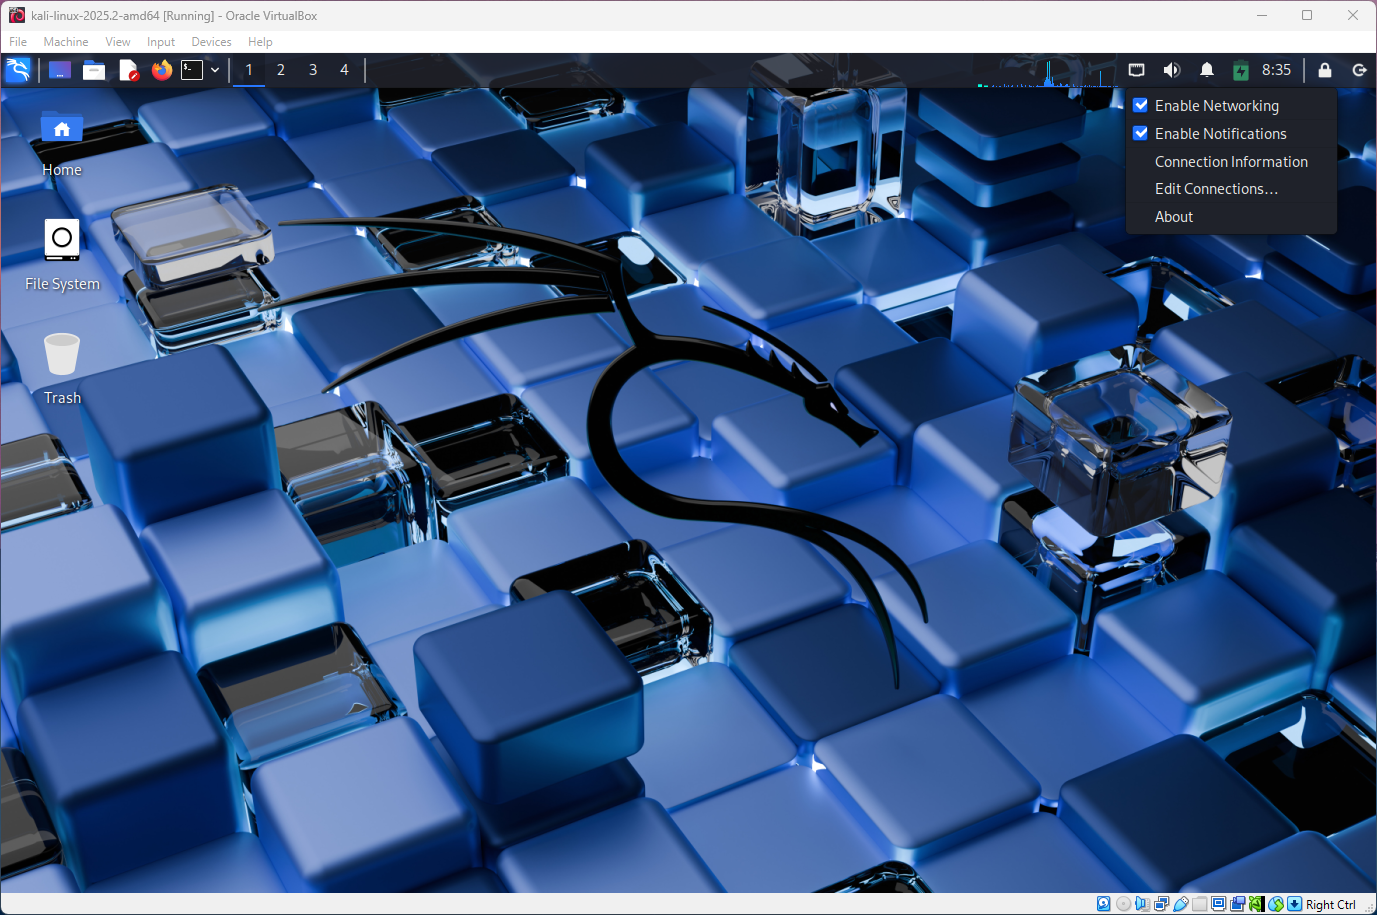 kali-linux-2025.2-amd64 [Running] - Oracle VirtualBox
File Machine View Input Devices Help
1 2 3 4 8:35
Enable Networking
Enable Notifications
Connection Information
Edit Connections...
About
Home
File System
Trash
Right Ctrl